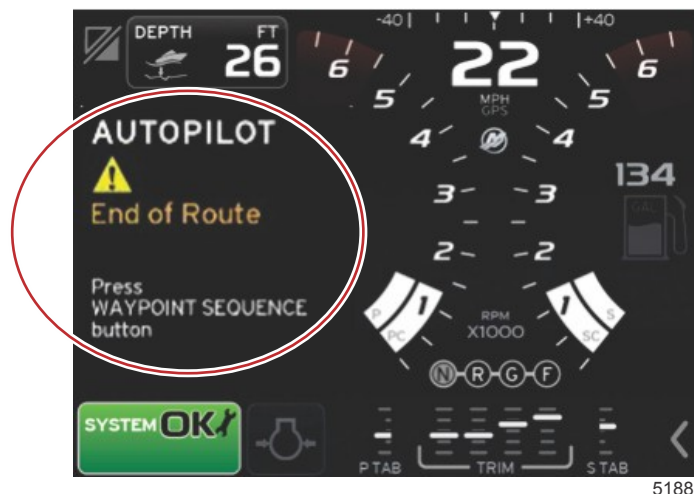 DEPTH FT
26
-40 +40
22
MPH
GPS
6 6
5 5
4 4
3 3
2 2
1 1
P S
PC SC
RPM
X1000
134
GAL
AUTOPILOT
End of Route
Press
WAYPOINT SEQUENCE
button
N R G F
SYSTEM OK
P TAB TRIM S TAB
5188